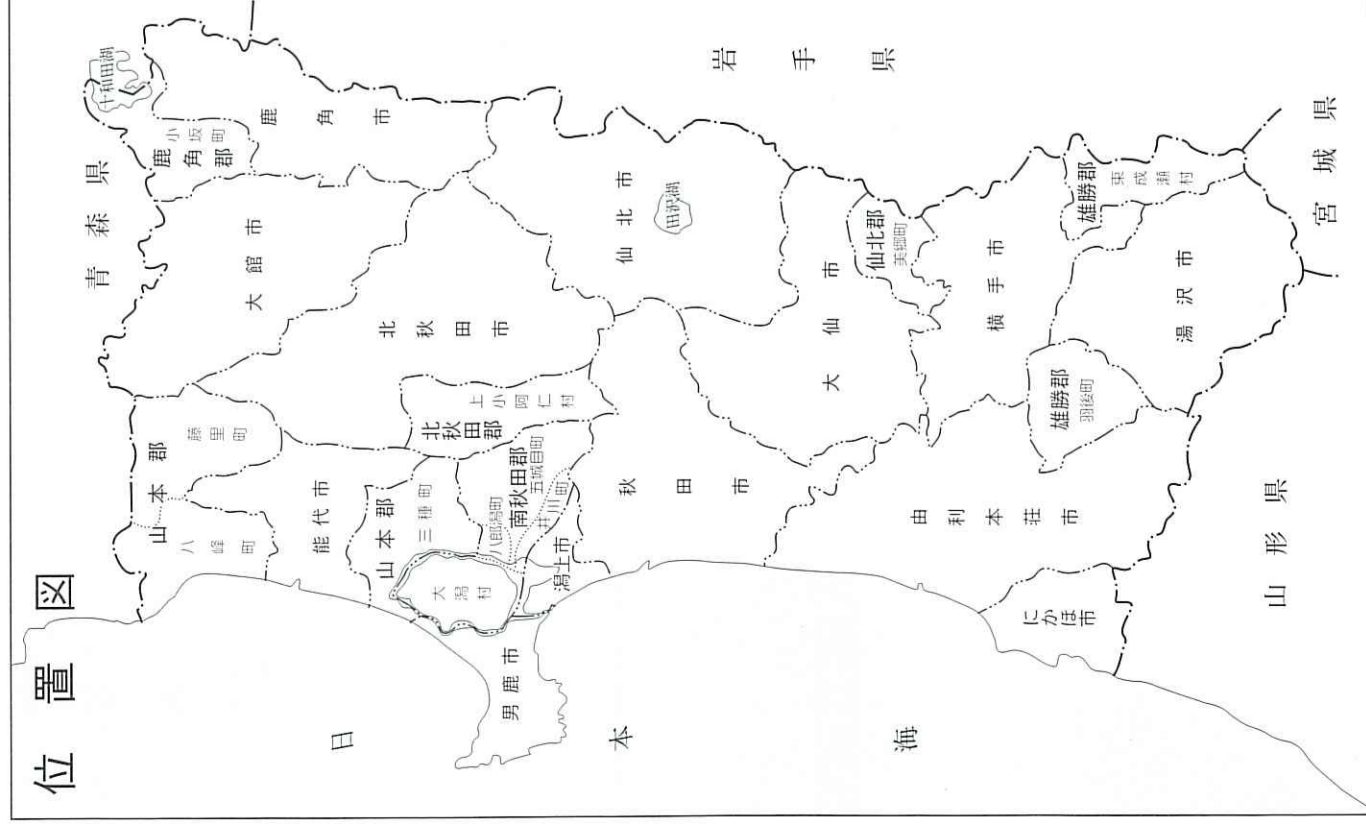 位置図
青森県
岩手県
宮城県
山形県
日本海
十和田湖
鹿角郡
小坂町
鹿角市
大館市
北秋田市
山本郡
藤里町
八峰町
能代市
北秋田郡
上小阿仁村
山本郡
三種町
南秋田郡
五城目町
八郎潟町
井川町
大潟村
潟上市
男鹿市
秋田市
仙北市
田沢湖
大仙市
仙北郡
美郷町
横手市
雄勝郡
東成瀬村
湯沢市
雄勝郡
羽後町
由利本荘市
にかほ市